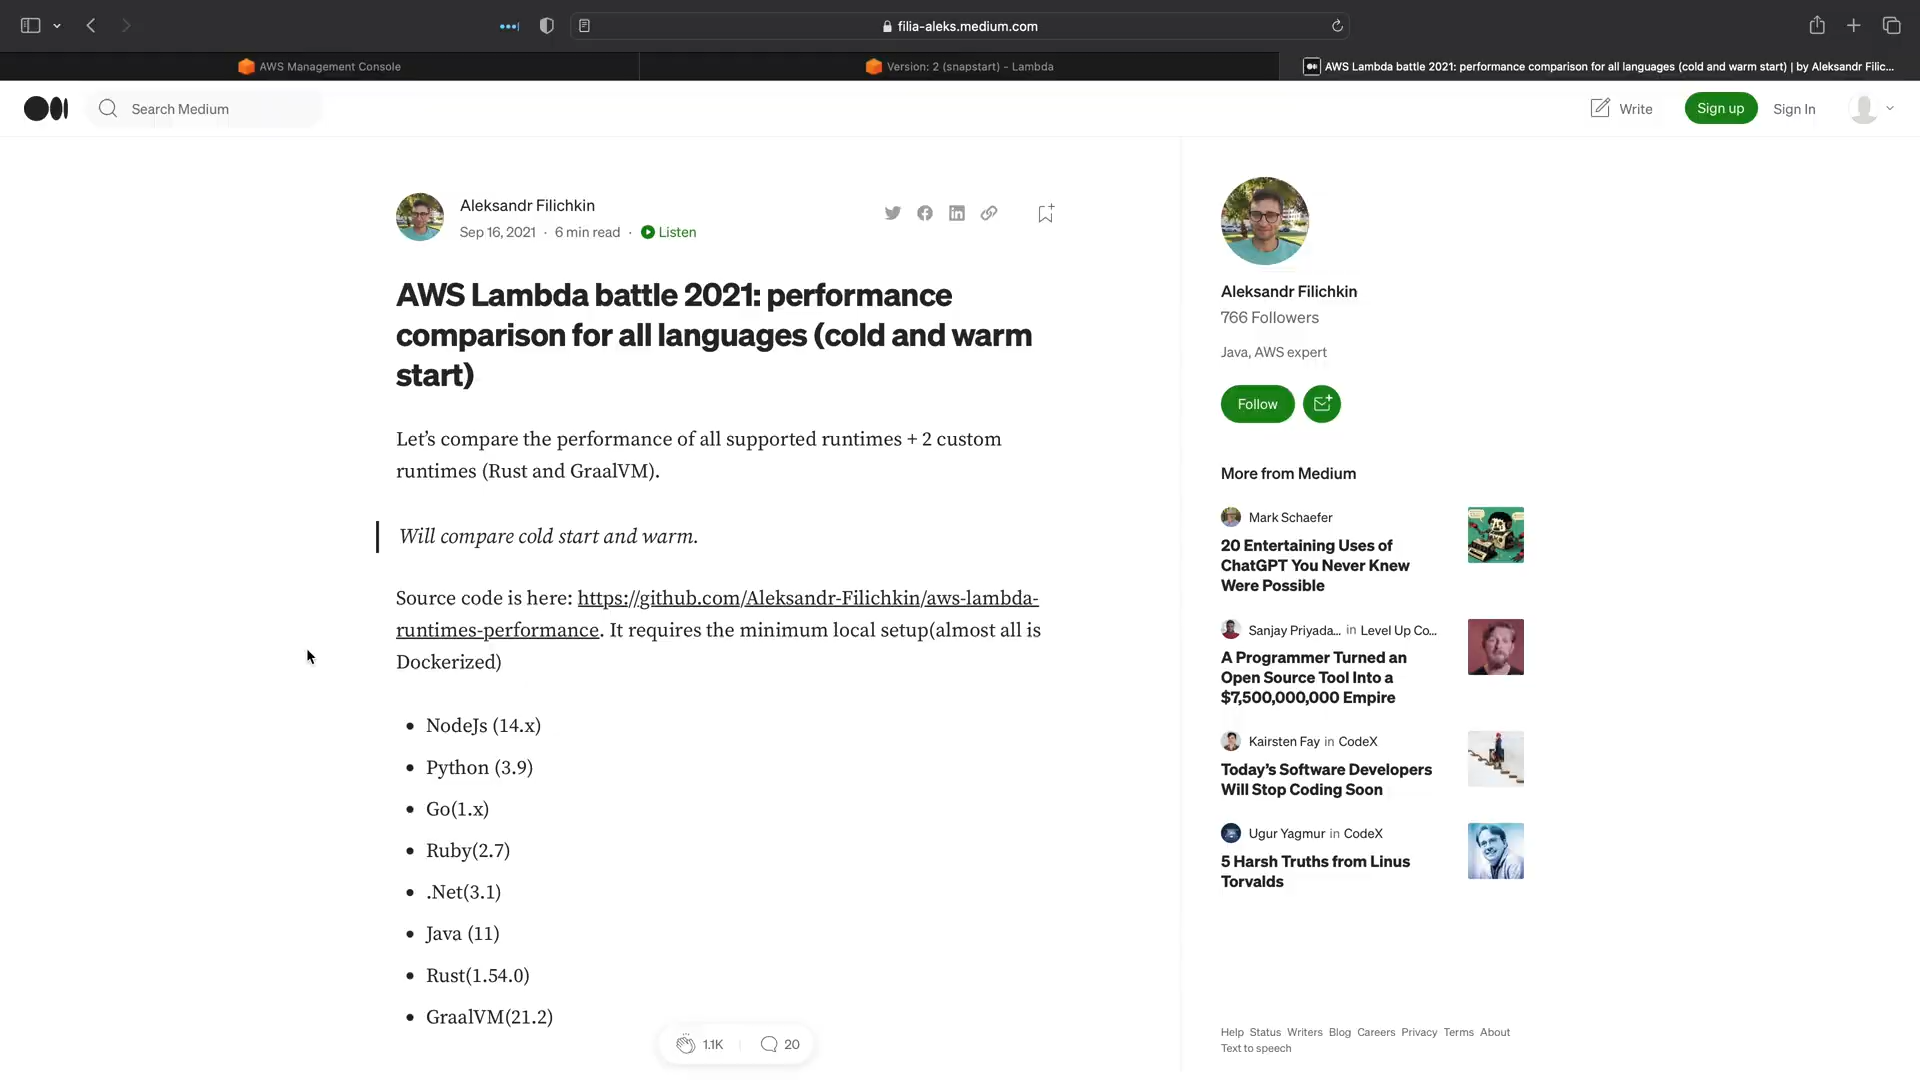 filia-aleks.medium.com
AWS Management Console
Version: 2 (snapstart) - Lambda
AWS Lambda battle 2021: performance comparison for all languages (cold and warm start) | by Aleksandr Filic...
Search Medium
Write
Sign up
Sign In
Aleksandr Filichkin
Sep 16, 2021 · 6 min read · Listen
AWS Lambda battle 2021: performance
comparison for all languages (cold and warm
start)
Let’s compare the performance of all supported runtimes + 2 custom
runtimes (Rust and GraalVM).
Will compare cold start and warm.
Source code is here: https://github.com/Aleksandr-Filichkin/aws-lambda-
runtimes-performance. It requires the minimum local setup(almost all is
Dockerized)
• NodeJs (14.x)
• Python (3.9)
• Go(1.x)
• Ruby(2.7)
• .Net(3.1)
• Java (11)
• Rust(1.54.0)
• GraalVM(21.2)
1.1K
20
Aleksandr Filichkin
766 Followers
Java, AWS expert
Follow
More from Medium
Mark Schaefer
20 Entertaining Uses of
ChatGPT You Never Knew
Were Possible
Sanjay Priyada... in Level Up Co...
A Programmer Turned an
Open Source Tool Into a
$7,500,000,000 Empire
Kairsten Fay in CodeX
Today’s Software Developers
Will Stop Coding Soon
Ugur Yagmur in CodeX
5 Harsh Truths from Linus
Torvalds
Help Status Writers Blog Careers Privacy Terms About
Text to speech